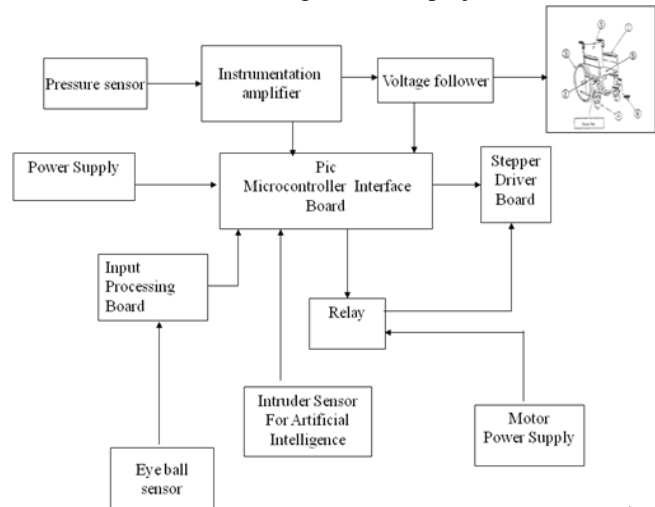 Pressure sensor
Instrumentation
amplifier
Voltage follower
Power Supply
Pic
Microcontroller Interface
Board
Stepper
Driver
Board
Input
Processing
Board
Relay
Intruder Sensor
For Artificial
Intelligence
Motor
Power Supply
Eye ball
sensor